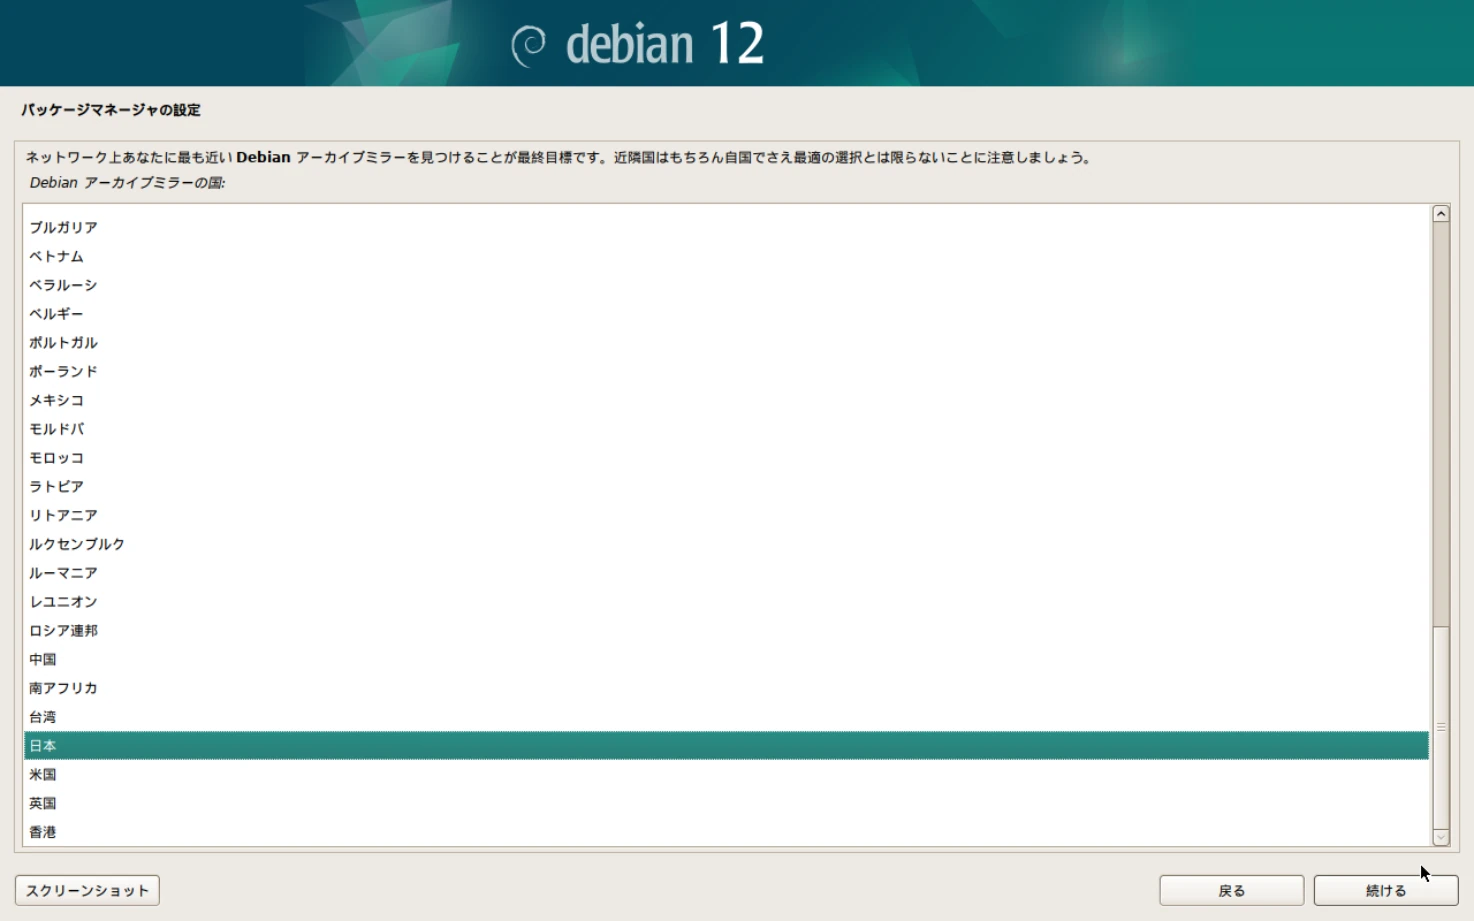 debian 12
パッケージマネージャの設定
ネットワーク上あなたに最も近い Debian アーカイブミラーを見つけることが最終目標です。近隣国はもちろん自国でさえ最適の選択とは限らないことに注意しましょう。
Debian アーカイブミラーの国:
ブルガリア
ベトナム
ベラルーシ
ベルギー
ポルトガル
ポーランド
メキシコ
モルドバ
モロッコ
ラトビア
リトアニア
ルクセンブルク
ルーマニア
レユニオン
ロシア連邦
中国
南アフリカ
台湾
日本
米国
英国
香港
スクリーンショット
戻る
続ける